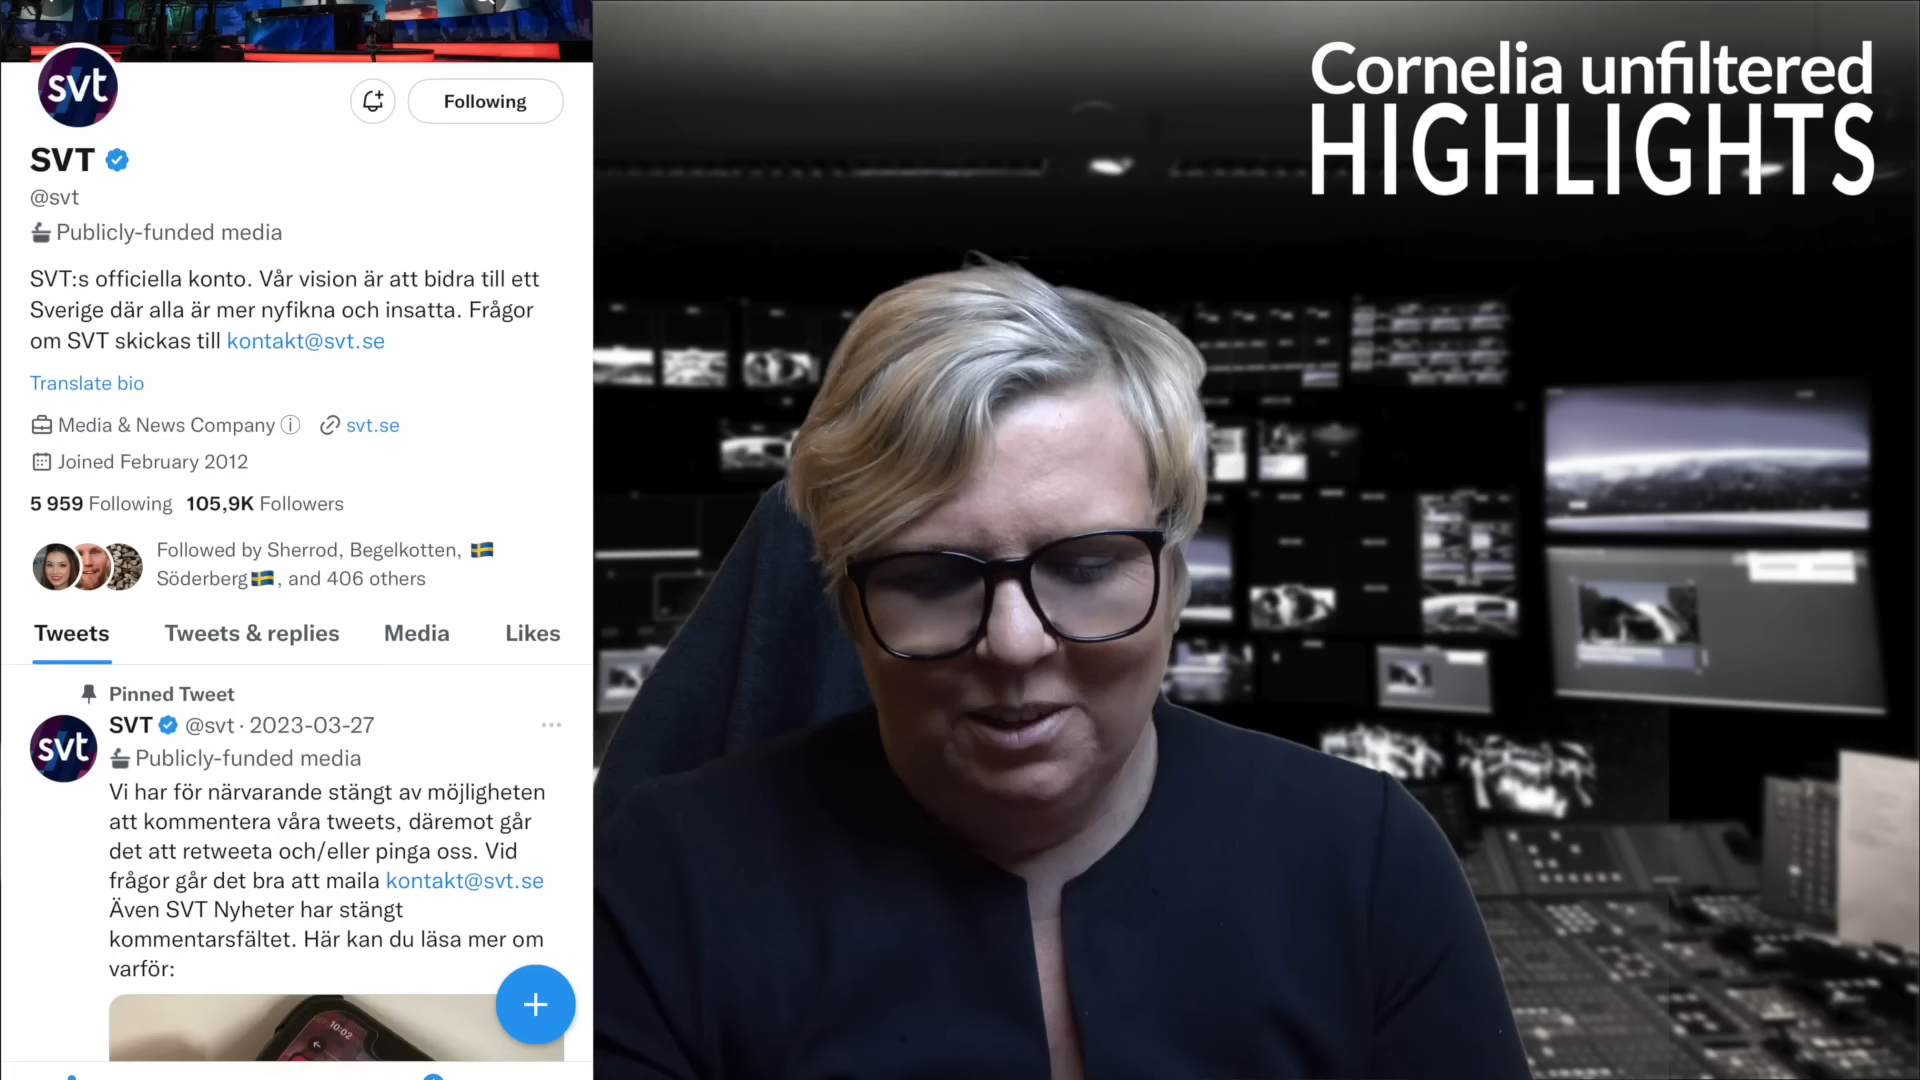 svt
Following
SVT
@svt
Publicly-funded media
SVT:s officiella konto. Vår vision är att bidra till ett
Sverige där alla är mer nyfikna och insatta. Frågor
om SVT skickas till kontakt@svt.se
Translate bio
Media & News Company svt.se
Joined February 2012
5 959 Following 105,9K Followers
Followed by Sherrod, Begelkotten, 🇸🇪
Söderberg🇸🇪, and 406 others
Tweets Tweets & replies Media Likes
Pinned Tweet
svt
SVT @svt · 2023-03-27
Publicly-funded media
Vi har för närvarande stängt av möjligheten
att kommentera våra tweets, däremot går
det att retweeta och/eller pinga oss. Vid
frågor går det bra att maila kontakt@svt.se
Även SVT Nyheter har stängt
kommentarsfältet. Här kan du läsa mer om
varför:
10:02
Cornelia unfiltered
HIGHLIGHTS